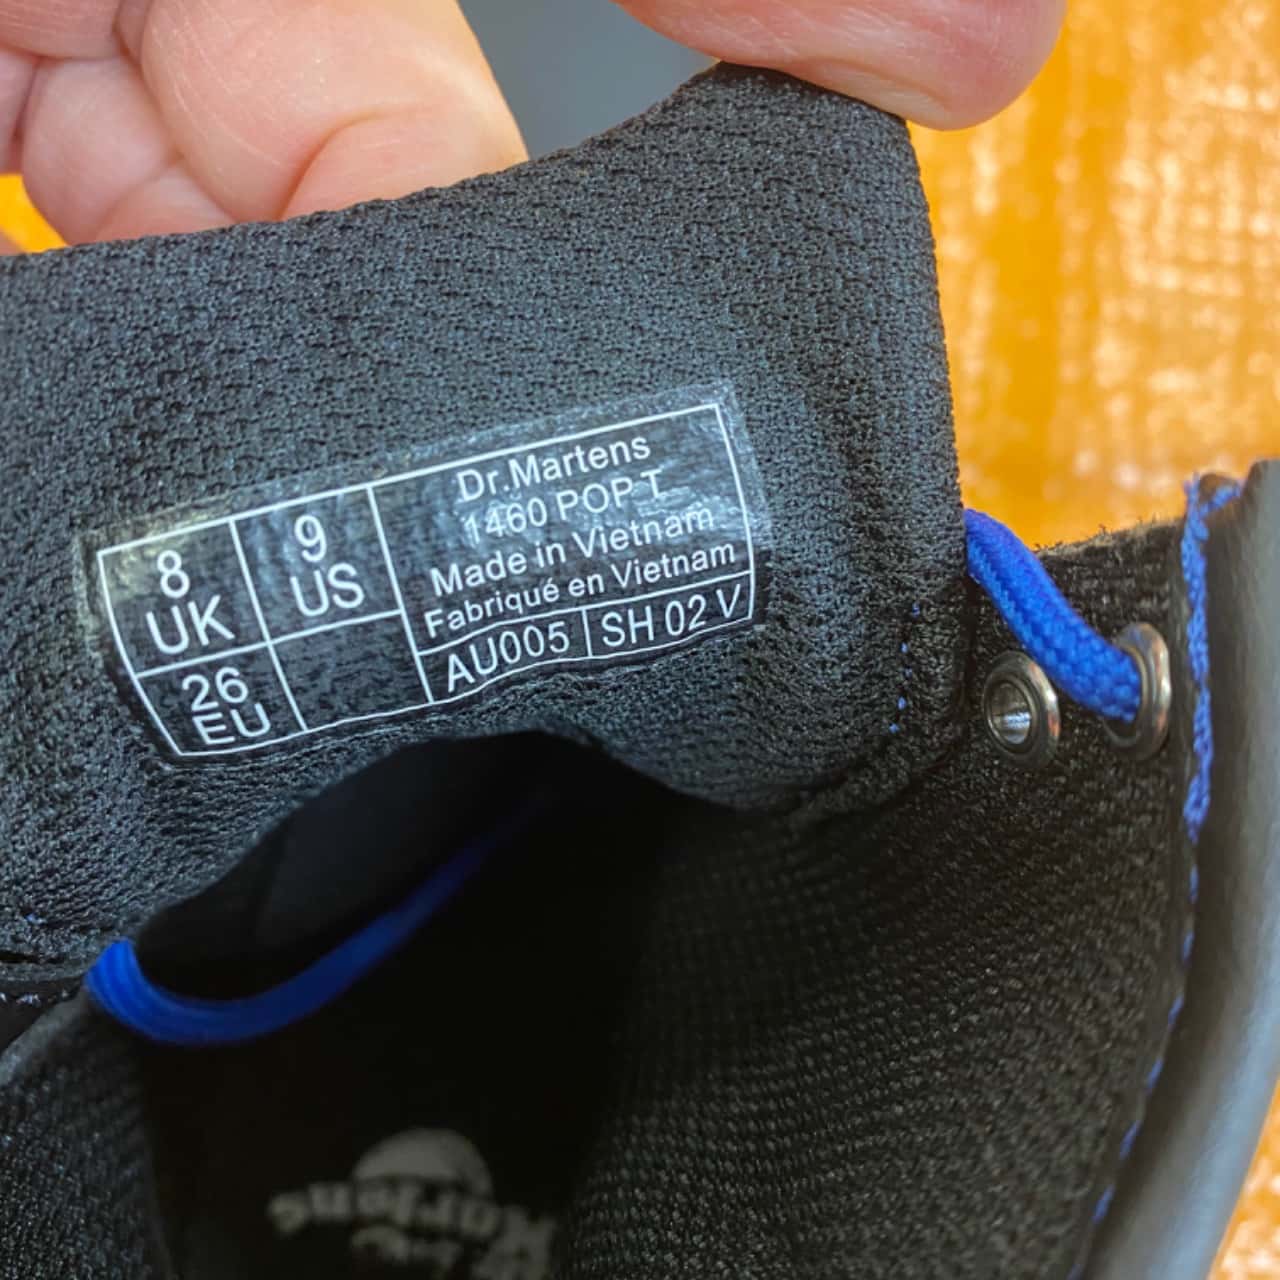 8
UK
9
US
26
EU
Dr.Martens
1460 POP T
Made in Vietnam
Fabriqué en Vietnam
AU005
SH 02 V
Martens